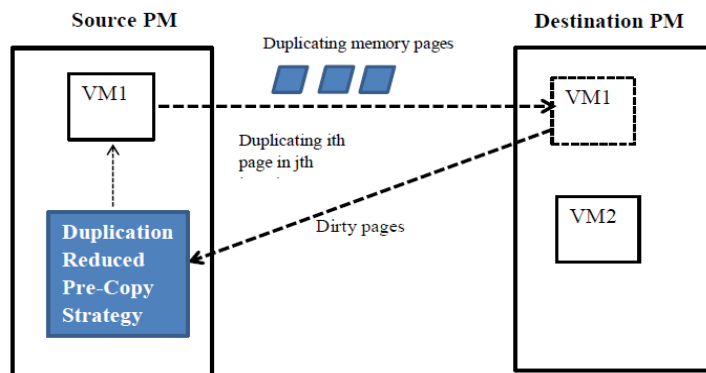 Source PM
Destination PM
Duplicating memory pages
VM1
VM1
Duplicating ith
page in jth
Dirty pages
VM2
Duplication
Reduced
Pre-Copy
Strategy